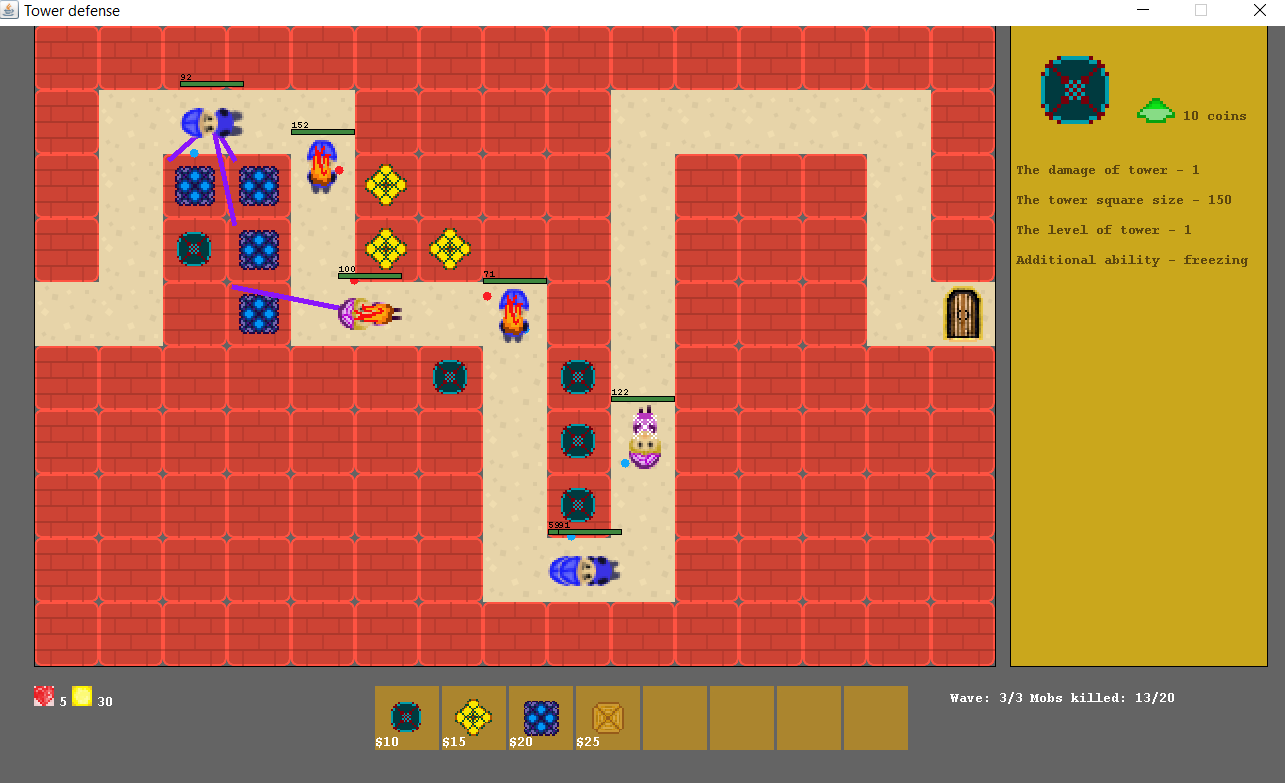 Tower defense
92
152
100
71
122
5991
10 coins
The damage of tower - 1
The tower square size - 150
The level of tower - 1
Additional ability - freezing
5 30
$10 $15 $20 $25
Wave: 3/3 Mobs killed: 13/20